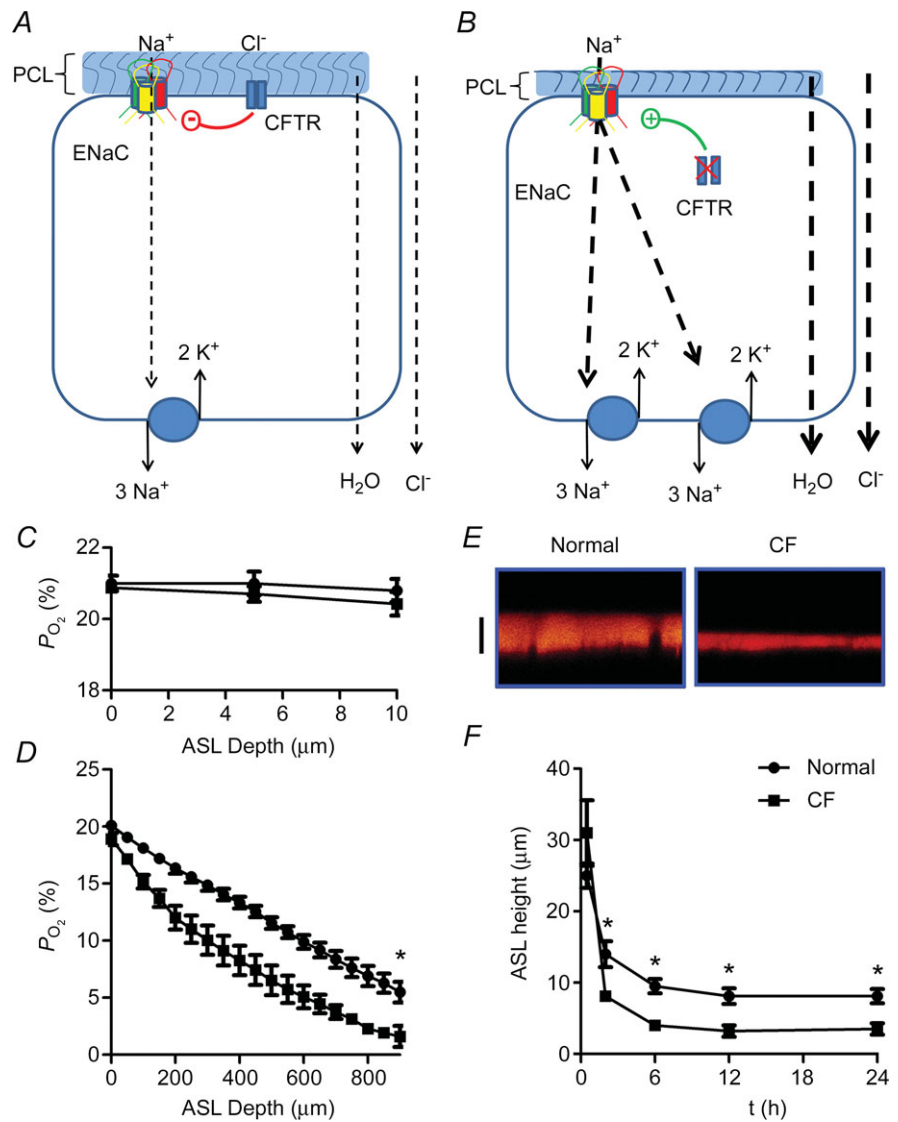 A
Na⁺
Cl⁻
PCL
CFTR
ENaC
2 K⁺
3 Na⁺
H₂O
Cl⁻
B
Na⁺
PCL
ENaC
CFTR
2 K⁺
2 K⁺
3 Na⁺
3 Na⁺
H₂O
Cl⁻
C
22
20
18
P_O₂ (%)
0 2 4 6 8 10
ASL Depth (μm)
D
20
15
10
5
0
P_O₂ (%)
*
0 200 400 600 800
ASL Depth (μm)
E
Normal
CF
F
Normal
CF
40
30
20
10
0
ASL height (μm)
* * * *
0 6 12 18 24
t (h)